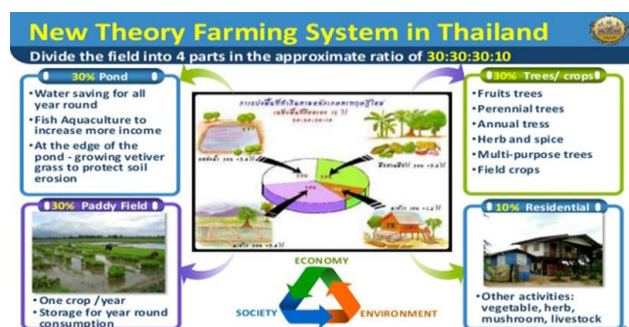 New Theory Farming System in Thailand
Divide the field into 4 parts in the approximate ratio of 30:30:30:10
30% Pond
•Water saving for all
year round
•Fish Aquaculture to
increase more income
•At the edge of the
pond - growing vetiver
grass to protect soil
erosion
30% Trees/ crops
•Fruits trees
•Perennial trees
•Annual tress
•Herb and spice
•Multi-purpose trees
•Field crops
30% Paddy Field
•One crop /year
•Storage for year round
consumption
10% Residential
•Other activities:
vegetable, herb,
mushroom, livestock
ECONOMY
SOCIETY
ENVIRONMENT